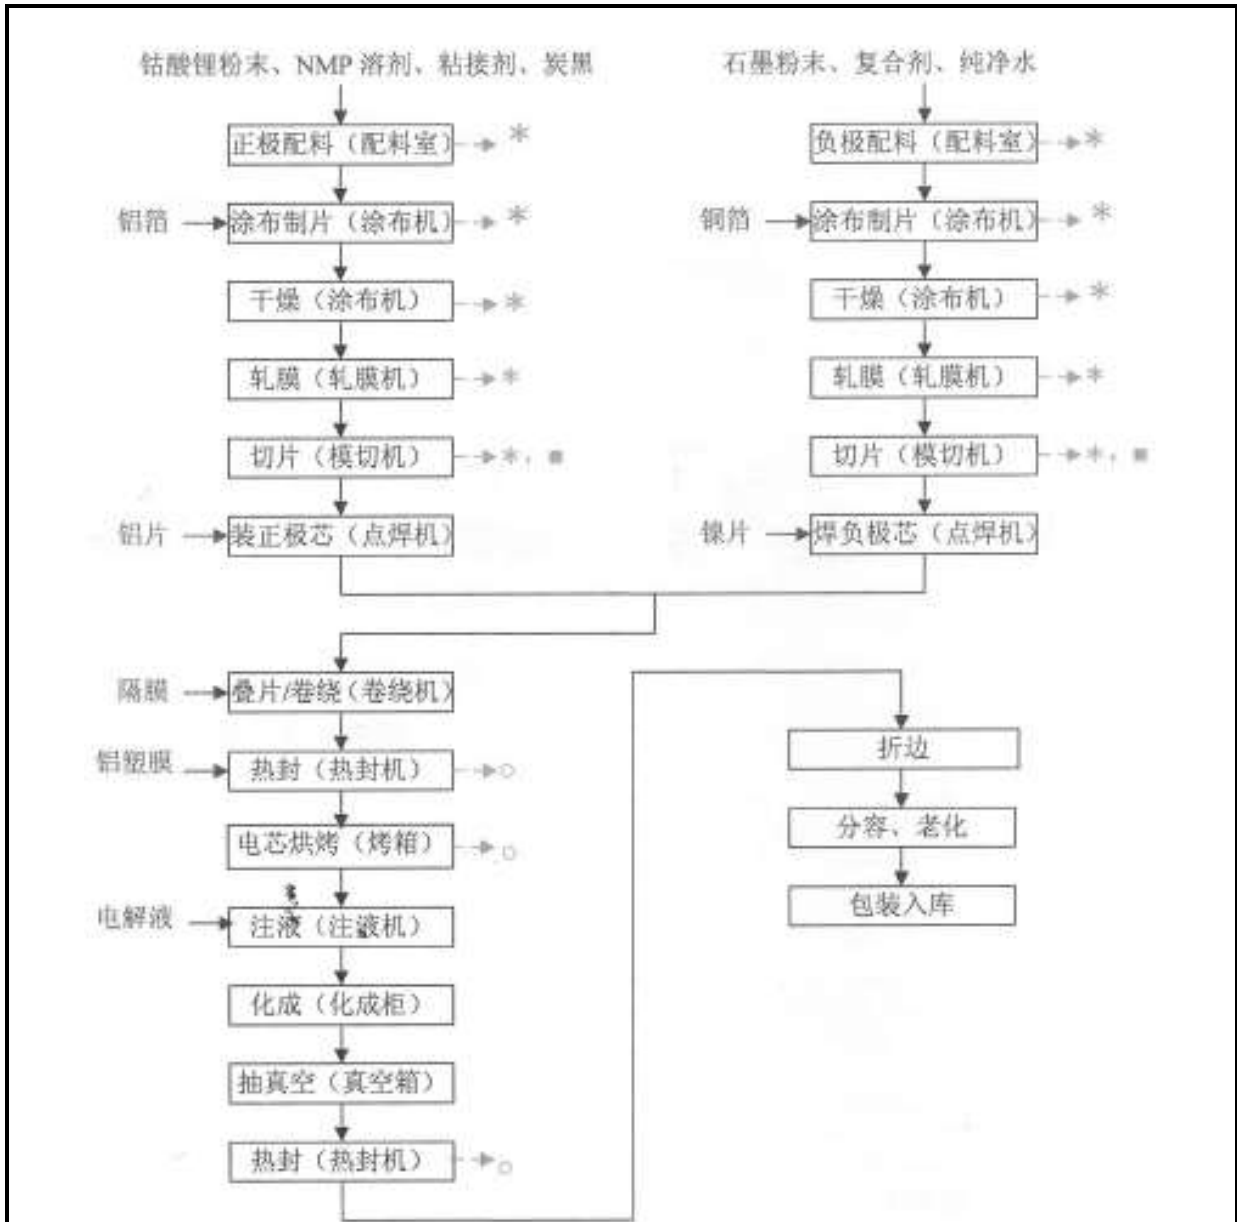 钴酸锂粉末、NMP 溶剂、粘接剂、炭黑
正极配料（配料室） *
铝箔 涂布制片（涂布机） *
干燥（涂布机） *
轧膜（轧膜机） *
切片（模切机） *，■
铝片 装正极芯（点焊机）
石墨粉末、复合剂、纯净水
负极配料（配料室） *
铜箔 涂布制片（涂布机） *
干燥（涂布机） *
轧膜（轧膜机） *
切片（模切机） *，■
镍片 焊负极芯（点焊机）
隔膜 叠片/卷绕（卷绕机）
铝塑膜 热封（热封机） ○
电芯烘烤（烤箱） ○
电解液 注液（注液机）
化成（化成柜）
抽真空（真空箱）
热封（热封机） ○
折边
分容、老化
包装入库